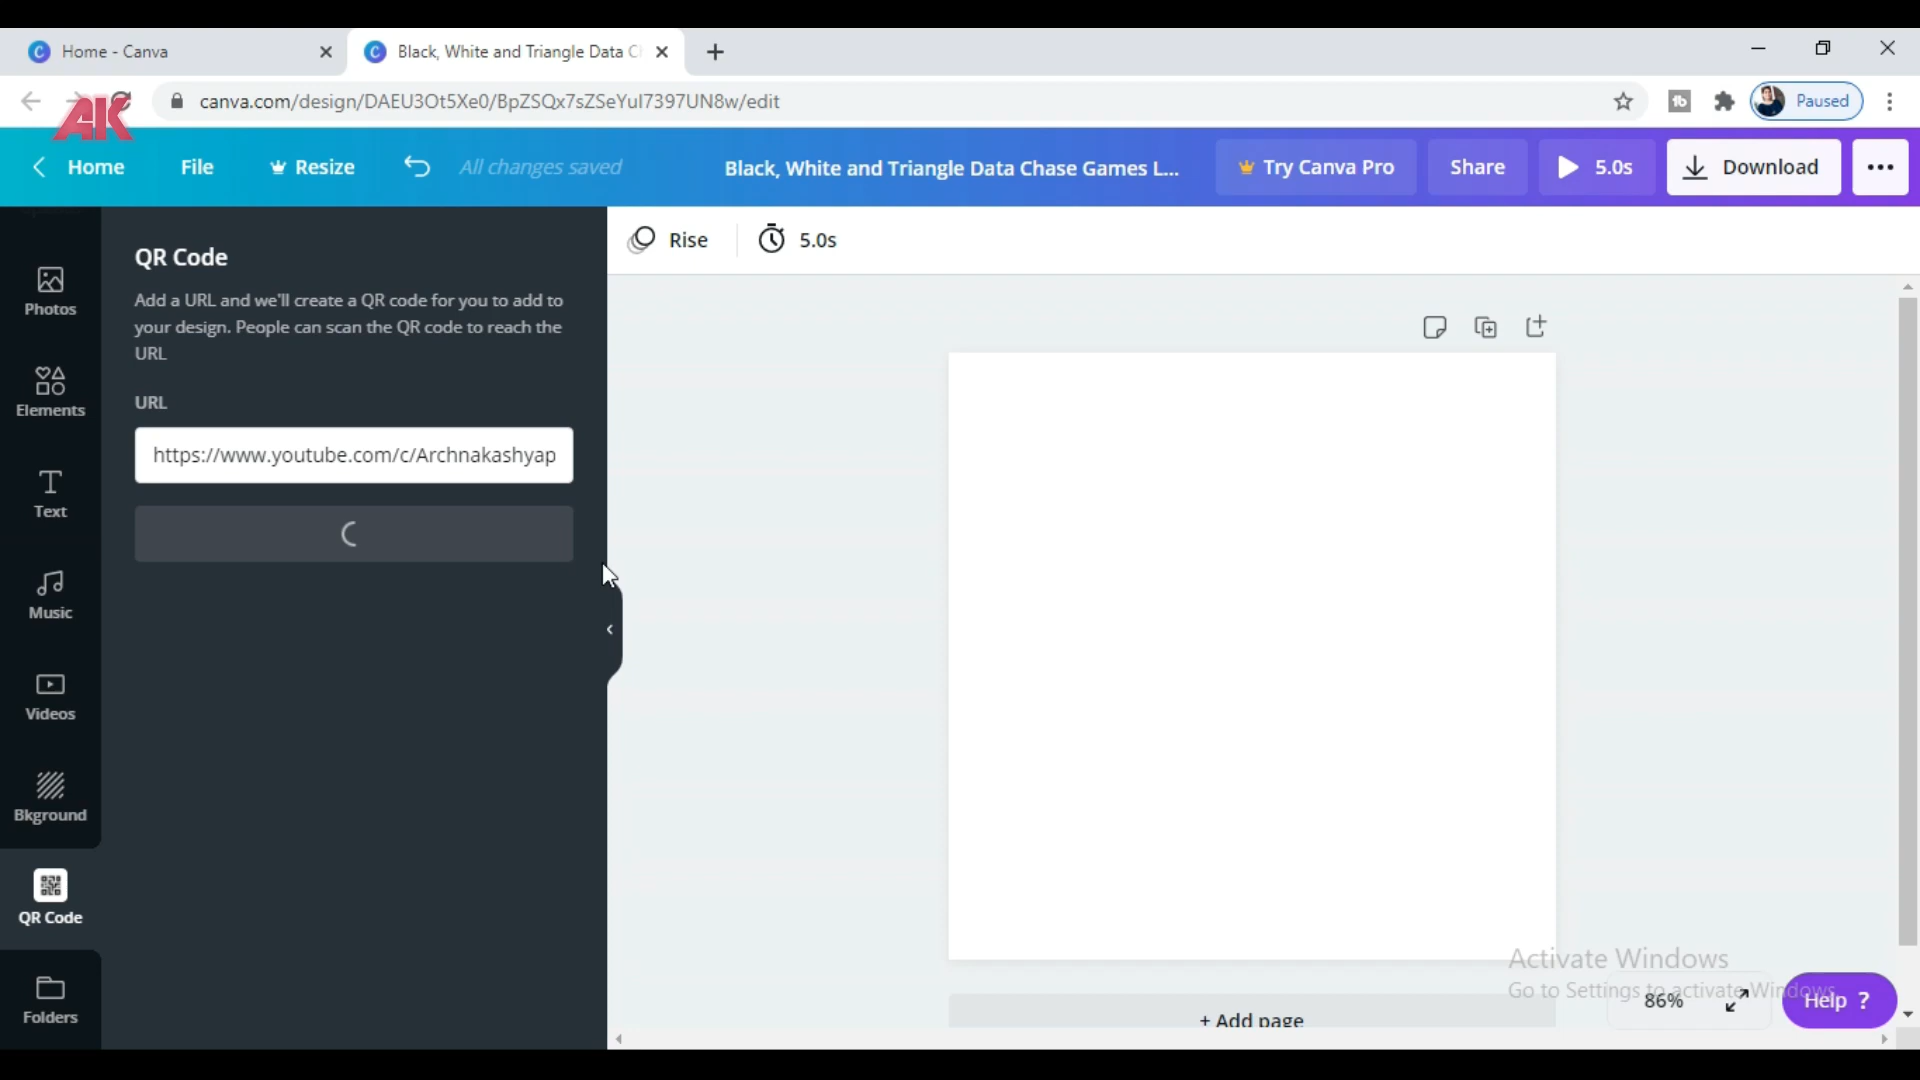 Home - Canva
Black, White and Triangle Data C
canva.com/design/DAEU3Ot5Xe0/BpZSQx7sZSeYuI7397UN8w/edit
Paused
AK
Home
File
Resize
All changes saved
Black, White and Triangle Data Chase Games L...
Try Canva Pro
Share
5.0s
Download
Rise
5.0s
QR Code
Add a URL and we'll create a QR code for you to add to
your design. People can scan the QR code to reach the
URL
URL
https://www.youtube.com/c/Archnakashyap
Photos
Elements
Text
Music
Videos
Bkground
QR Code
Folders
+ Add page
Activate Windows
Go to Settings to activate Windows.
86%
Help ?